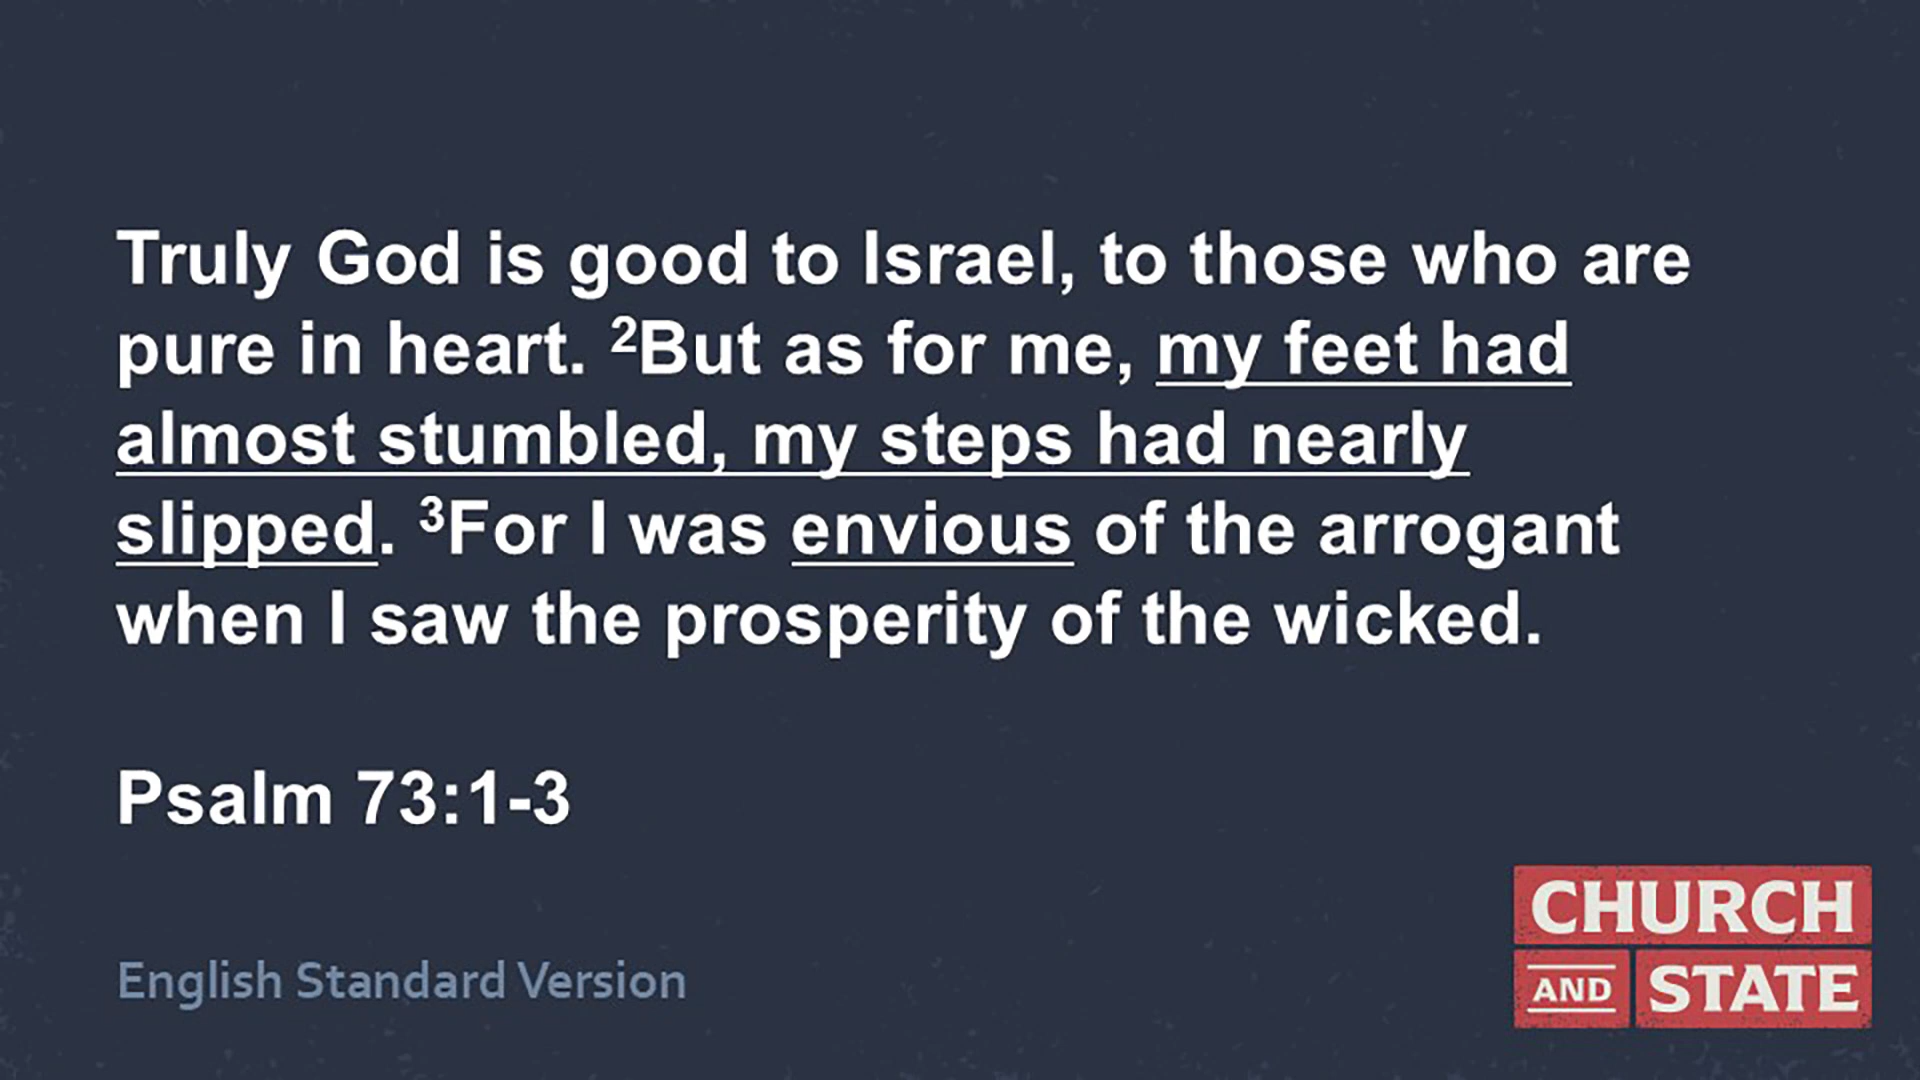 Truly God is good to Israel, to those who are
pure in heart. ²But as for me, my feet had
almost stumbled, my steps had nearly
slipped. ³For I was envious of the arrogant
when I saw the prosperity of the wicked.
Psalm 73:1-3
English Standard Version
CHURCH
AND STATE